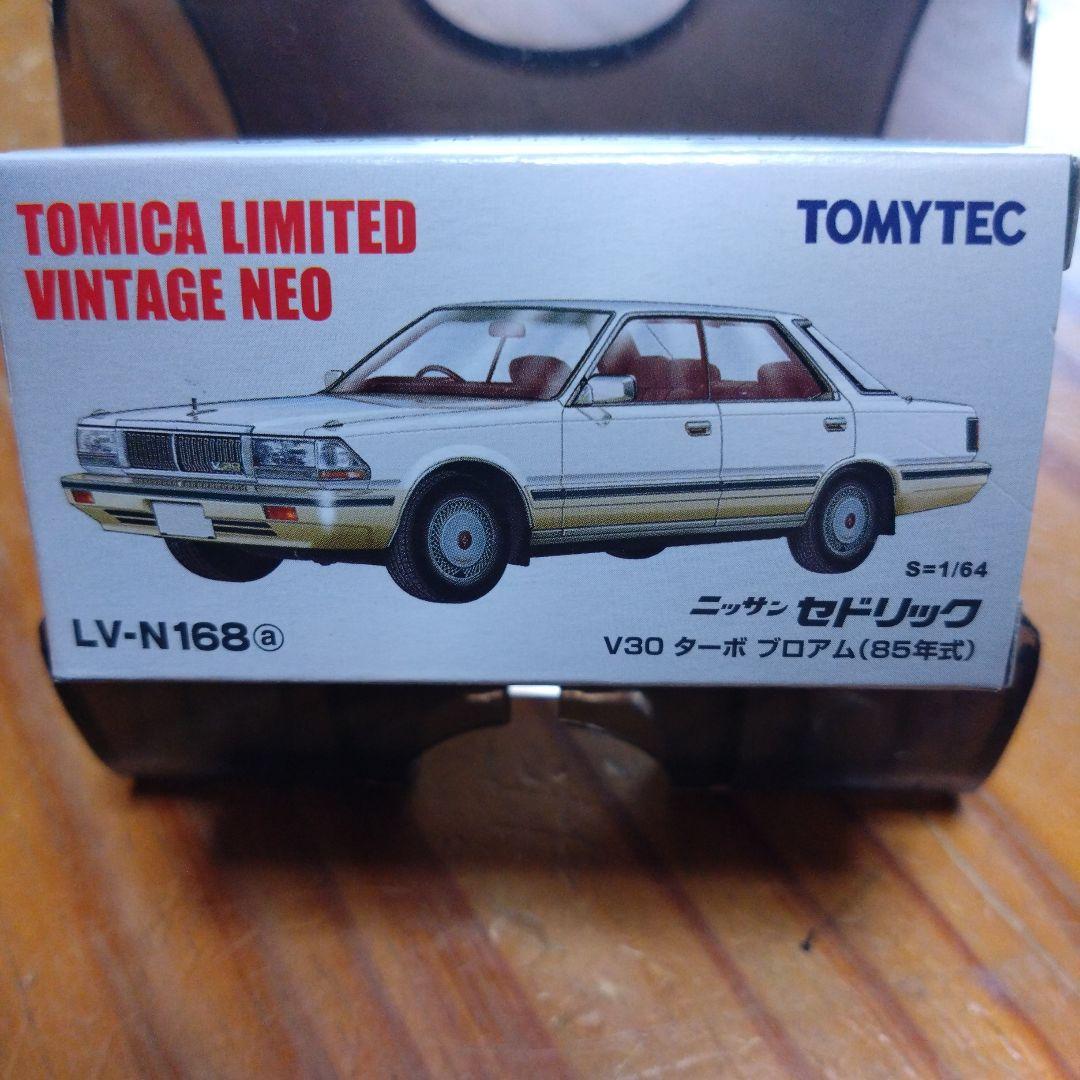 TOMICA LIMITED
VINTAGE NEO
TOMYTEC
S=1/64
LV-N168ⓐ
ニッサン セドリック
V30 ターボ ブロアム(85年式)